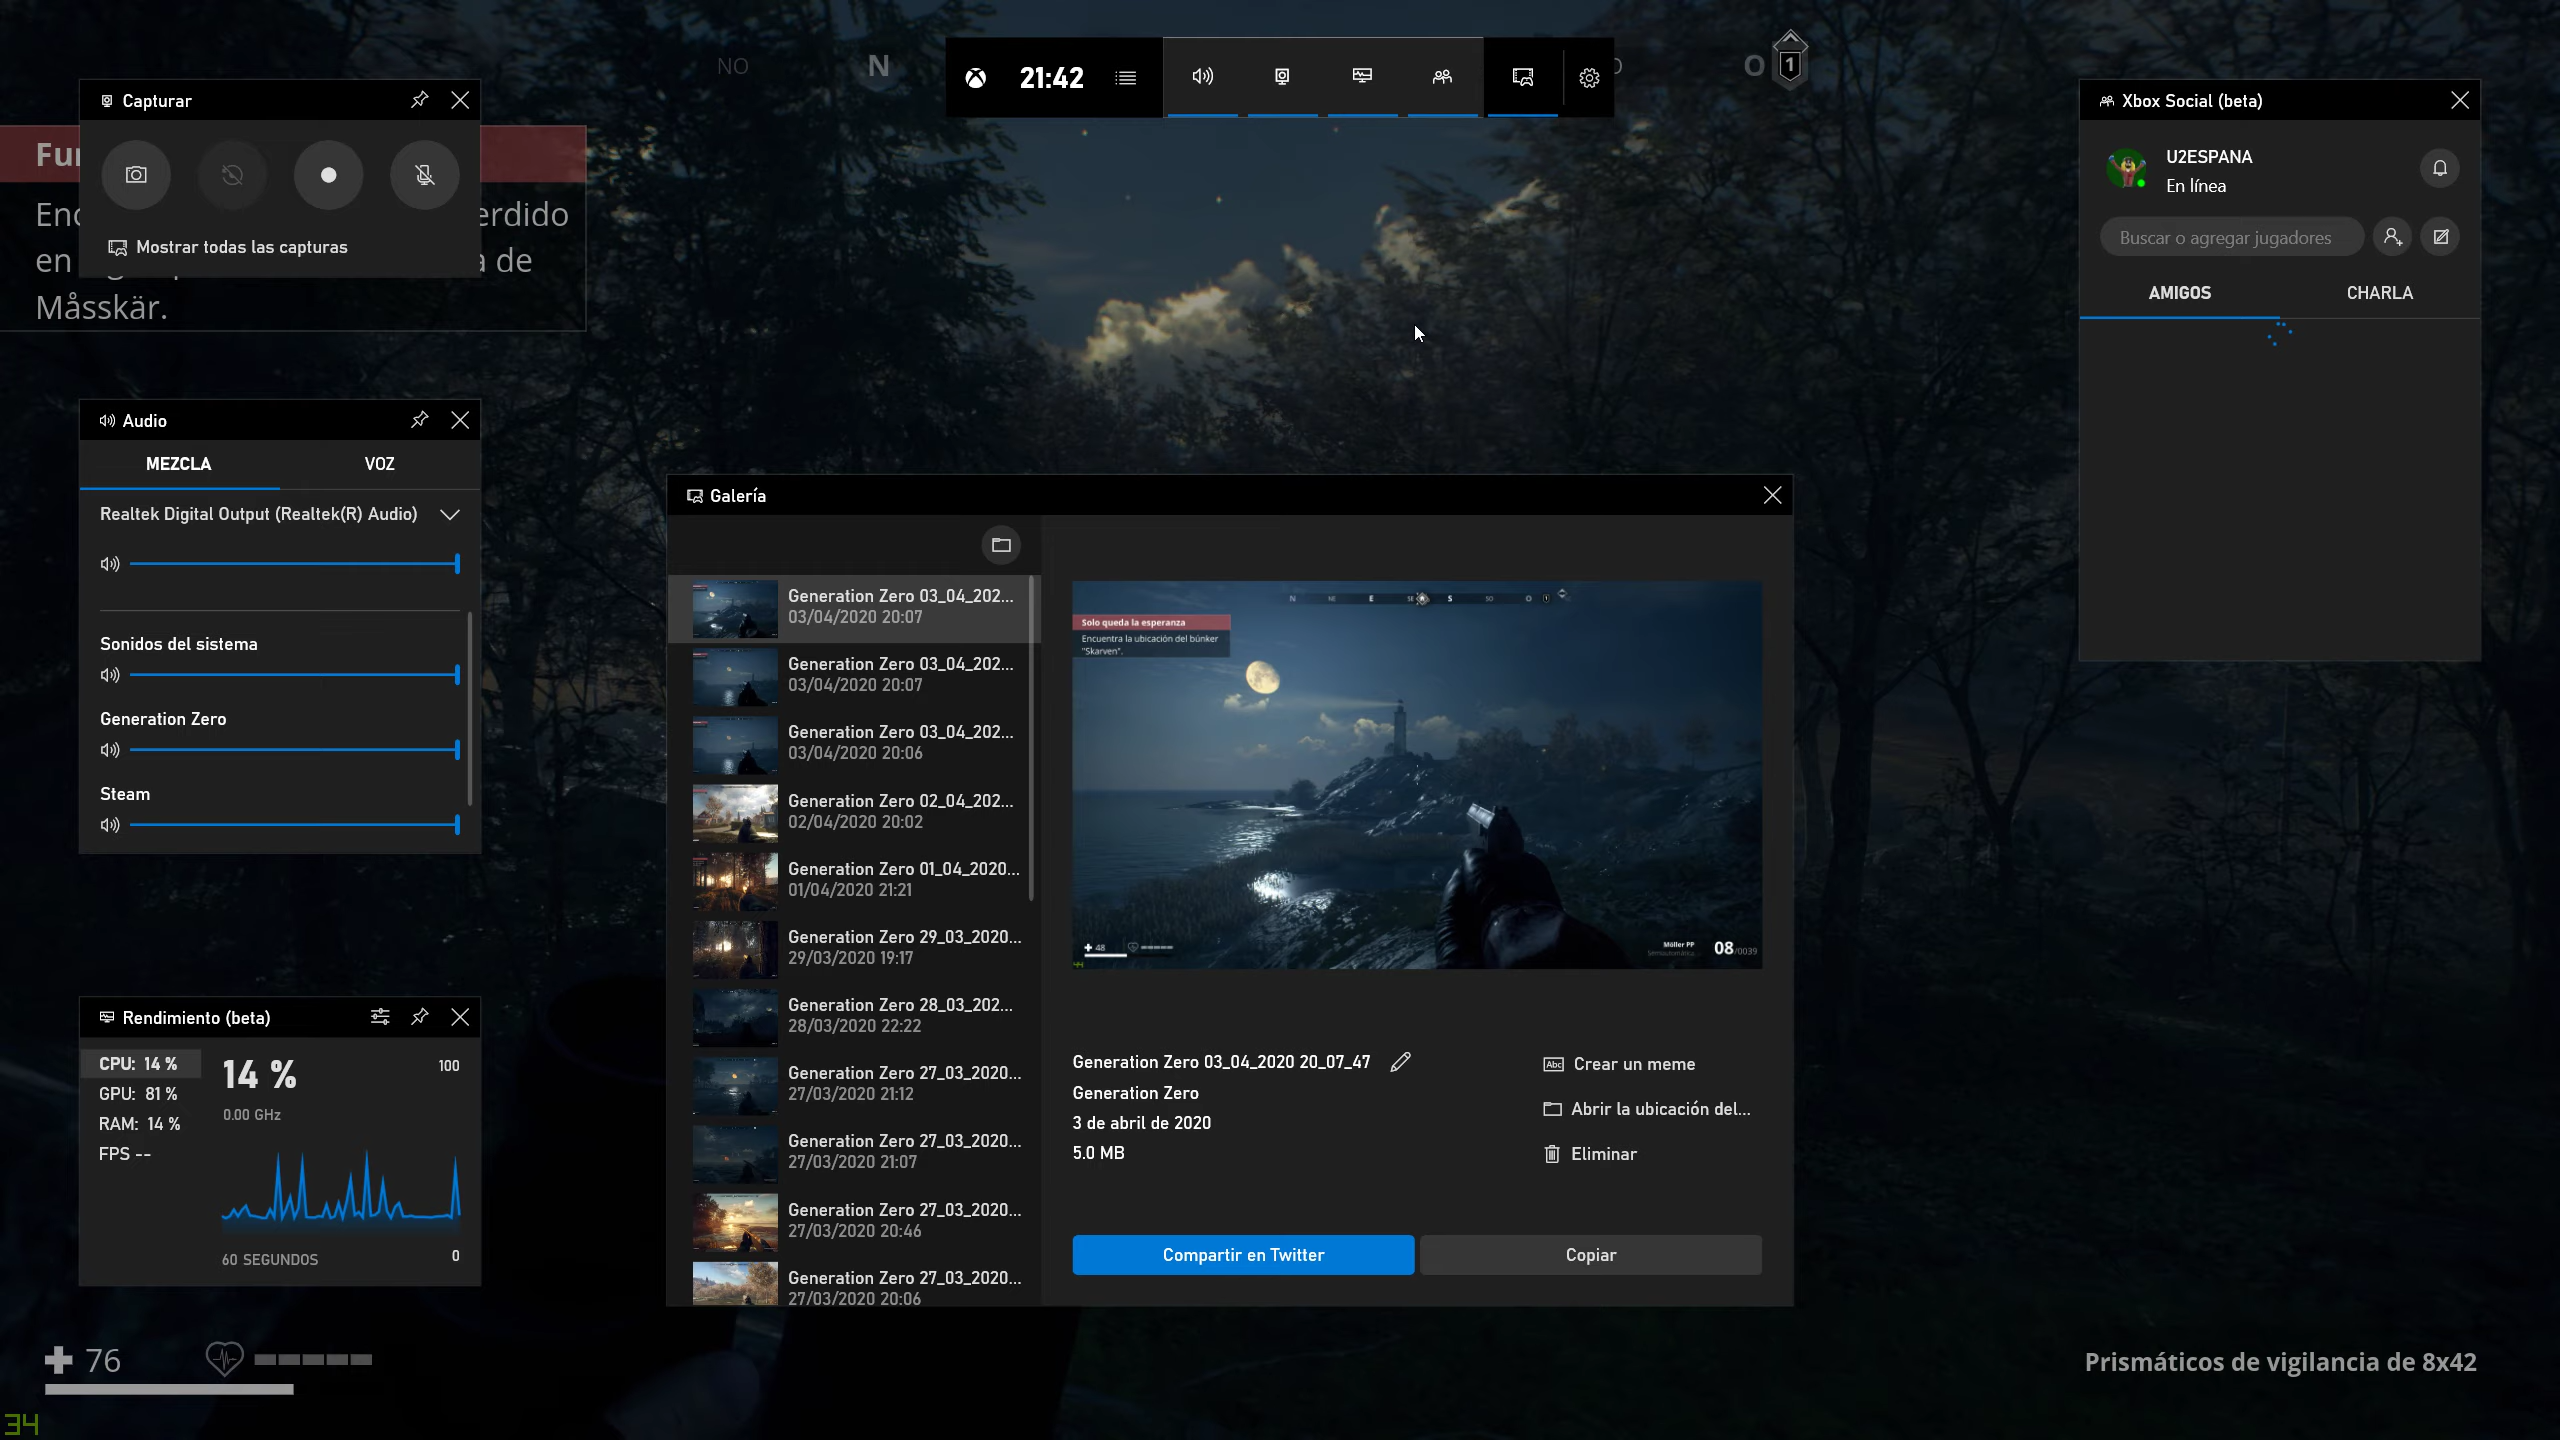 NO
N
21:42
O
1
Capturar
Mostrar todas las capturas
erdido
en
a de
Måsskär.
Xbox Social (beta)
U2ESPANA
En línea
Buscar o agregar jugadores
AMIGOS
CHARLA
Audio
MEZCLA
VOZ
Realtek Digital Output (Realtek(R) Audio)
Sonidos del sistema
Generation Zero
Steam
Galería
Generation Zero 03_04_202...
03/04/2020 20:07
Generation Zero 03_04_202...
03/04/2020 20:07
Generation Zero 03_04_202...
03/04/2020 20:06
Generation Zero 02_04_202...
02/04/2020 20:02
Generation Zero 01_04_2020...
01/04/2020 21:21
Generation Zero 29_03_2020...
29/03/2020 19:17
Generation Zero 28_03_202...
28/03/2020 22:22
Generation Zero 27_03_2020...
27/03/2020 21:12
Generation Zero 27_03_2020...
27/03/2020 21:07
Generation Zero 27_03_2020...
27/03/2020 20:46
Generation Zero 27_03_2020...
27/03/2020 20:06
N NE E SE S SO O
Solo queda la esperanza
Encuentra la ubicación del búnker
"Skarven".
48
Möller PP
Semiautomática
08/0039
Generation Zero 03_04_2020 20_07_47
Generation Zero
3 de abril de 2020
5.0 MB
Abc Crear un meme
Abrir la ubicación del...
Eliminar
Compartir en Twitter
Copiar
Rendimiento (beta)
CPU: 14 %
GPU: 81 %
RAM: 14 %
FPS --
14 %
0.00 GHz
100
60 SEGUNDOS
0
76
Prismáticos de vigilancia de 8x42
34